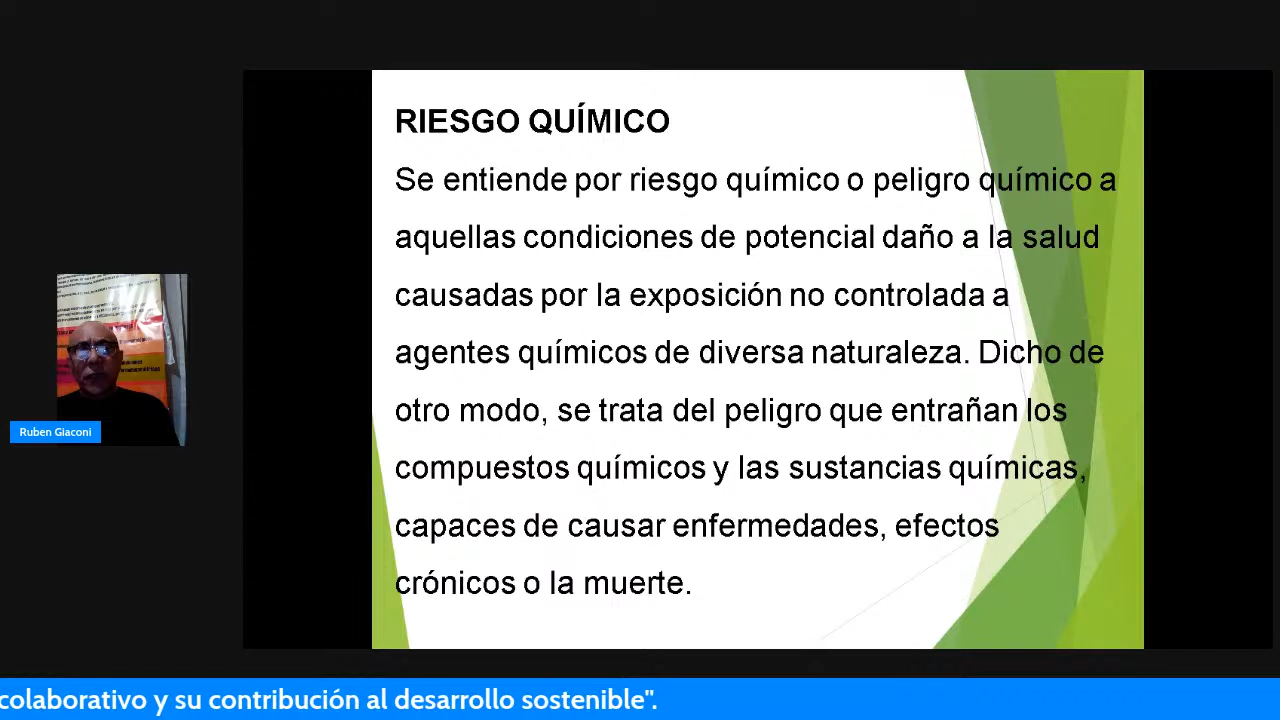 RIESGO QUÍMICO
Se entiende por riesgo químico o peligro químico a
aquellas condiciones de potencial daño a la salud
causadas por la exposición no controlada a
agentes químicos de diversa naturaleza. Dicho de
otro modo, se trata del peligro que entrañan los
compuestos químicos y las sustancias químicas,
capaces de causar enfermedades, efectos
crónicos o la muerte.
Ruben Giaconi
colaborativo y su contribución al desarrollo sostenible".